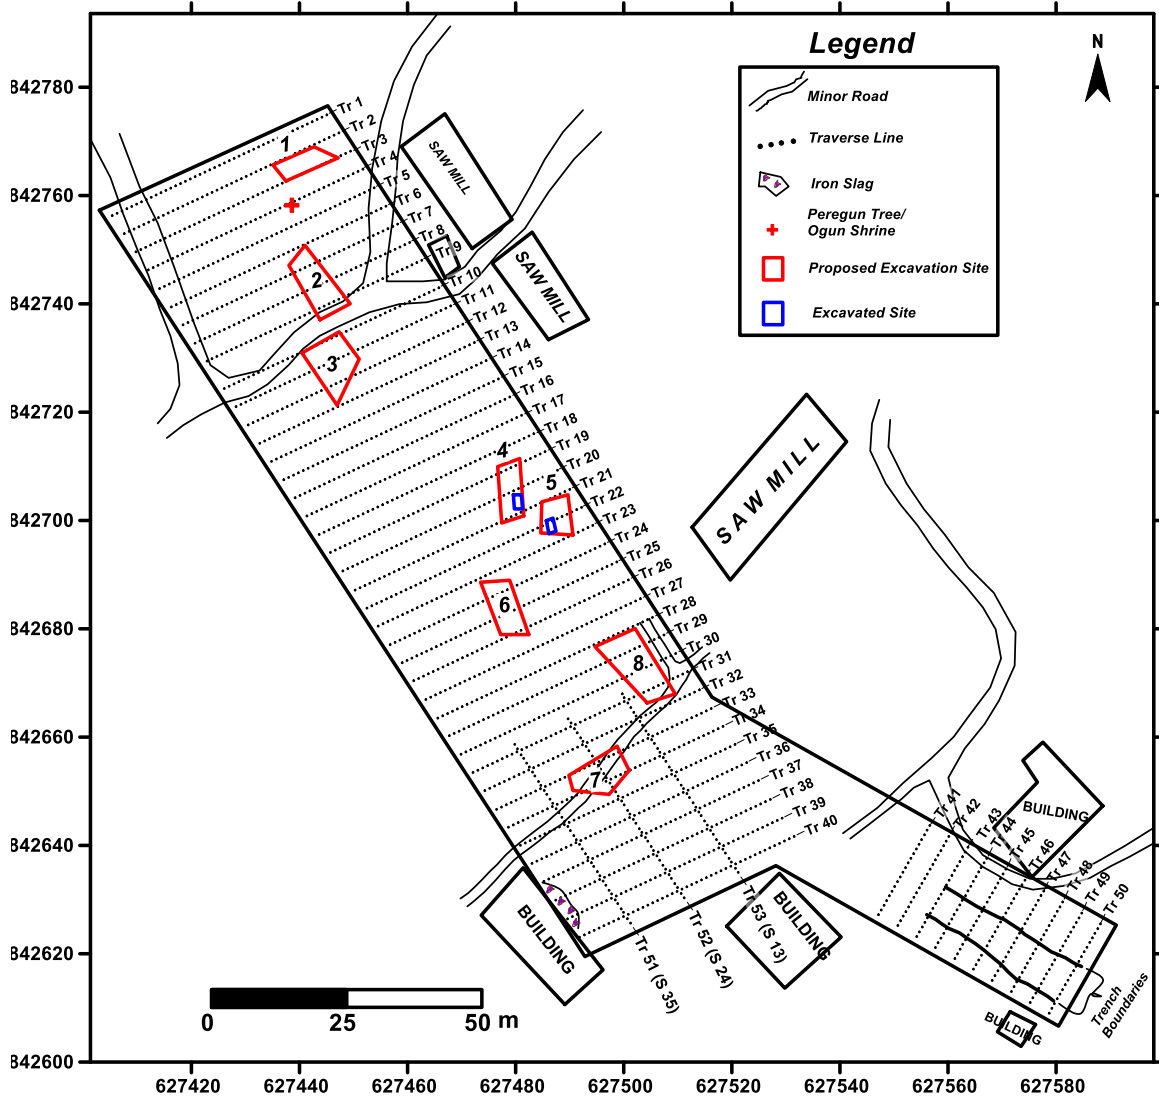 Legend
N
Minor Road
Traverse Line
Iron Slag
Peregun Tree/
Ogun Shrine
Proposed Excavation Site
Excavated Site
842780
842760
842740
842720
842700
842680
842660
842640
842620
842600
627420
627440
627460
627480
627500
627520
627540
627560
627580
Tr 1
Tr 2
Tr 3
Tr 4
Tr 5
Tr 6
Tr 7
Tr 8
Tr 9
Tr 10
Tr 11
Tr 12
Tr 13
Tr 14
Tr 15
Tr 16
Tr 17
Tr 18
Tr 19
Tr 20
Tr 21
Tr 22
Tr 23
Tr 24
Tr 25
Tr 26
Tr 27
Tr 28
Tr 29
Tr 30
Tr 31
Tr 32
Tr 33
Tr 34
Tr 35
Tr 36
Tr 37
Tr 38
Tr 39
Tr 40
Tr 41
Tr 42
Tr 43
Tr 44
Tr 45
Tr 46
Tr 47
Tr 48
Tr 49
Tr 50
Tr 51 (S 35)
Tr 52 (S 24)
Tr 53 (S 13)
1
2
3
4
5
6
7
8
SAW MILL
SAW MILL
SAW MILL
BUILDING
BUILDING
BUILDING
BUILDING
Trench
Boundaries
0 25 50 m